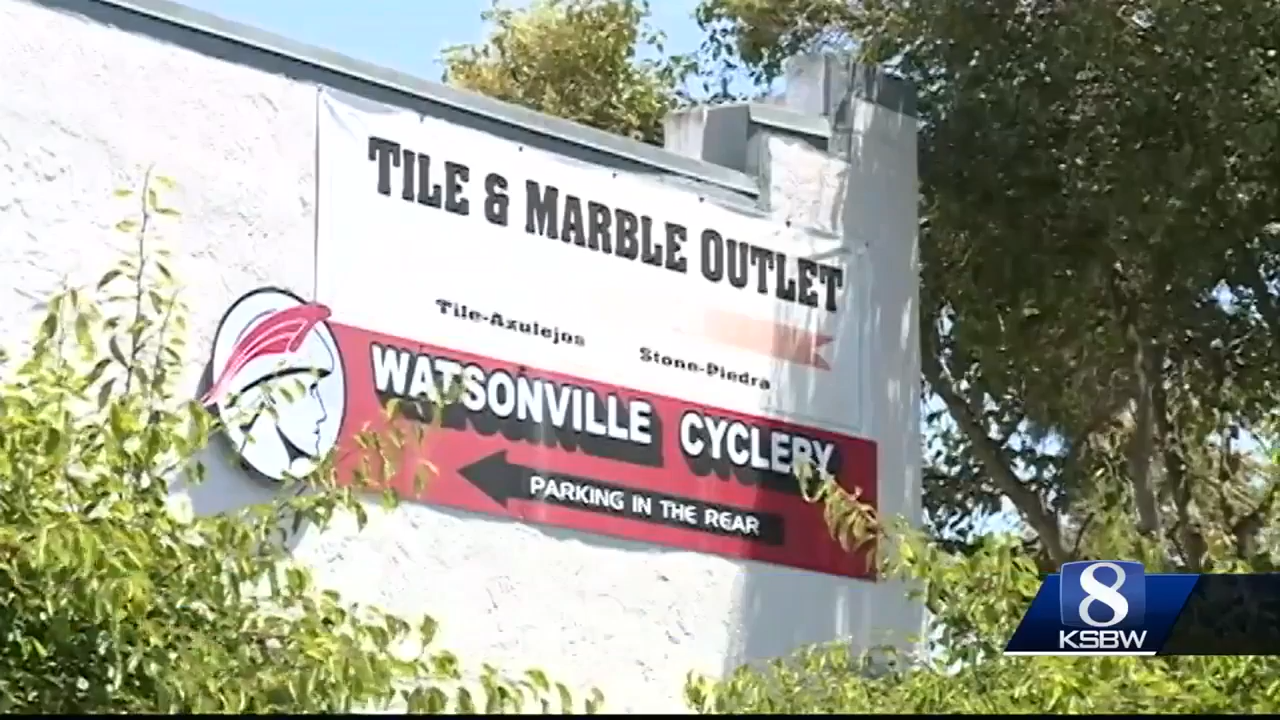 TILE & MARBLE OUTLET
Tile-Azulejos
Stone-Piedra
WATSONVILLE CYCLERY
PARKING IN THE REAR
8
KSBW